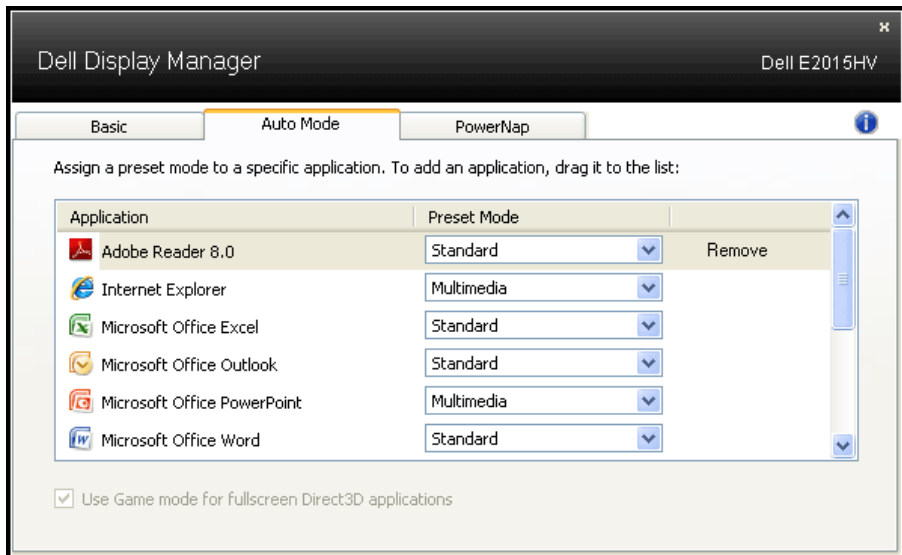 x
Dell Display Manager
Dell E2015HV
Basic Auto Mode PowerNap
Assign a preset mode to a specific application. To add an application, drag it to the list:
Application Preset Mode
Adobe Reader 8.0 Standard Remove
Internet Explorer Multimedia
Microsoft Office Excel Standard
Microsoft Office Outlook Standard
Microsoft Office PowerPoint Multimedia
Microsoft Office Word Standard
Use Game mode for fullscreen Direct3D applications